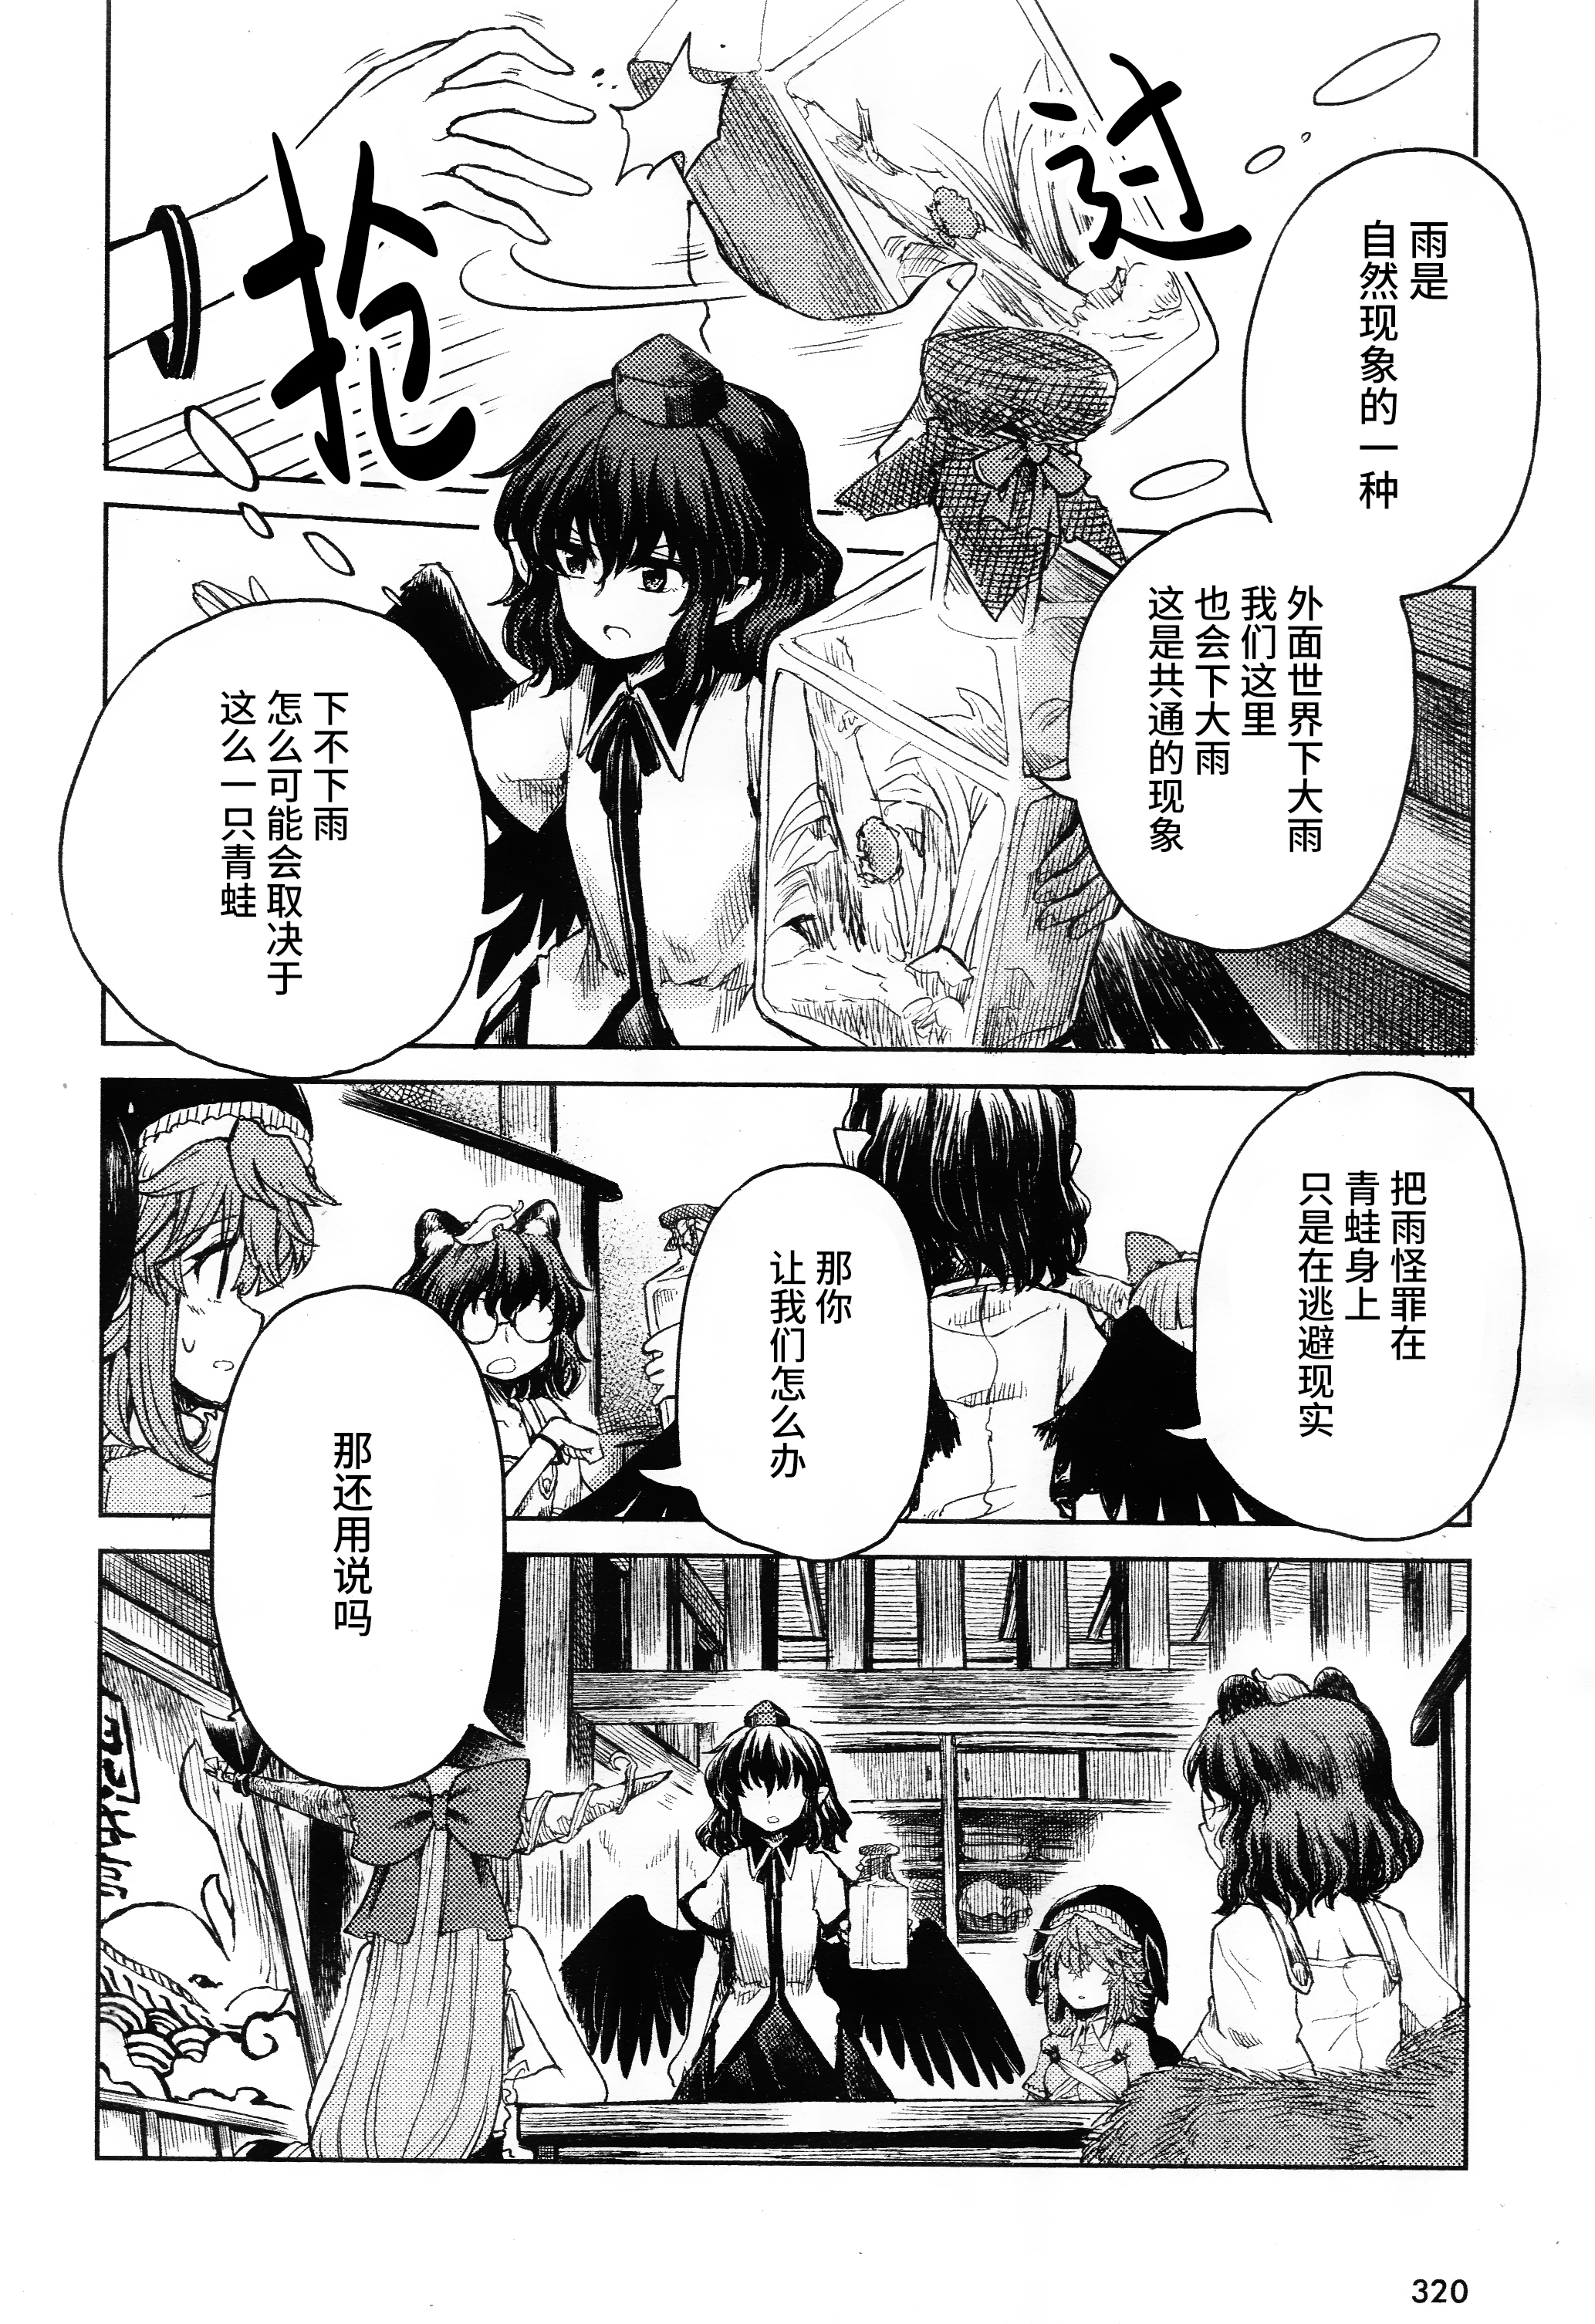 抢过
雨是
自然现象的一种
外面世界下大雨
我们这里
也会下大雨
这是共通的现象
下不下雨
怎么可能会取决于
这么一只青蛙
把雨怪罪在
青蛙身上
只是在逃避现实
那你
让我们怎么办
那还用说吗
320